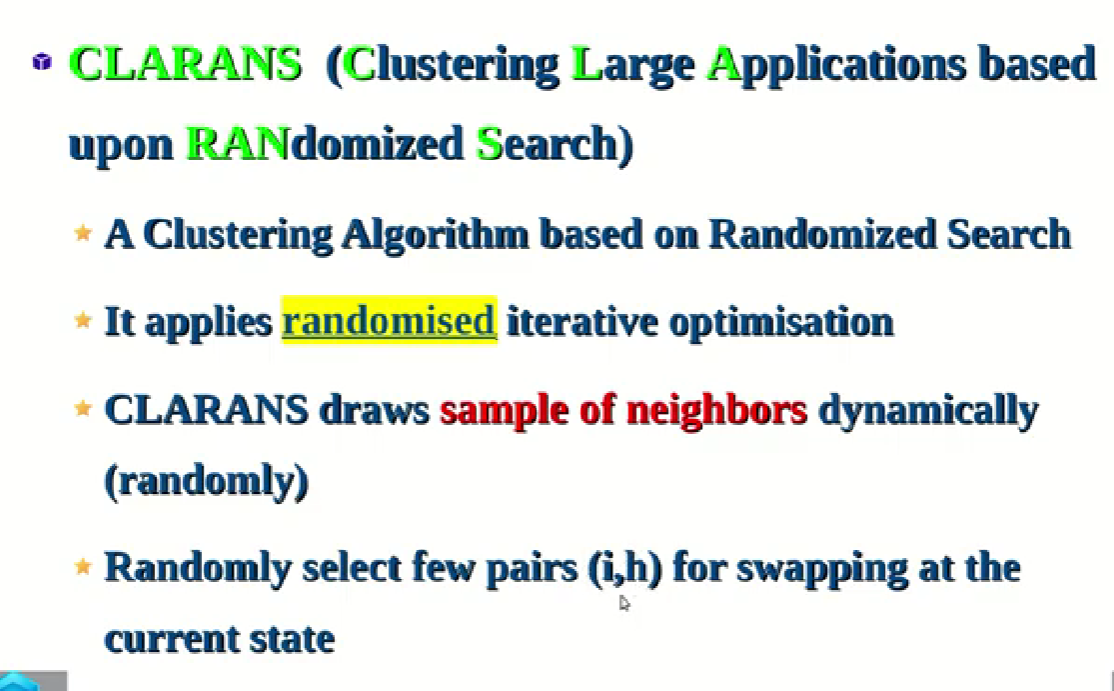 CLARANS (Clustering Large Applications based
upon RANdomized Search)
A Clustering Algorithm based on Randomized Search
It applies randomised iterative optimisation
CLARANS draws sample of neighbors dynamically
(randomly)
Randomly select few pairs (i,h) for swapping at the
current state